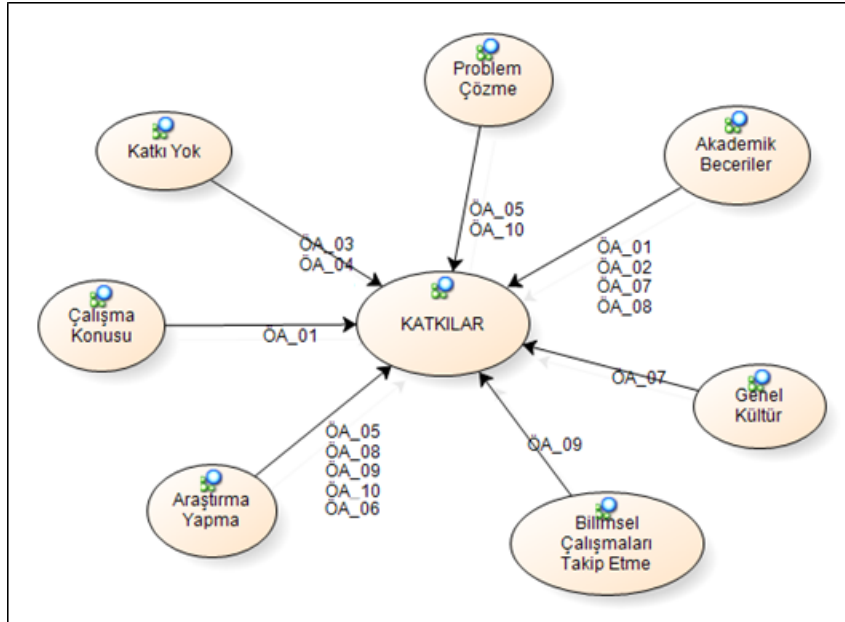 Problem
Çözme
Katkı Yok
Akademik
Beceriler
ÖA_05
ÖA_10
ÖA_03
ÖA_04
ÖA_01
ÖA_02
ÖA_07
ÖA_08
Çalışma
Konusu
ÖA_01
KATKILAR
ÖA_07
Genel
Kültür
ÖA_05
ÖA_08
ÖA_09
ÖA_10
ÖA_06
ÖA_09
Araştırma
Yapma
Bilimsel
Çalışmaları
Takip Etme